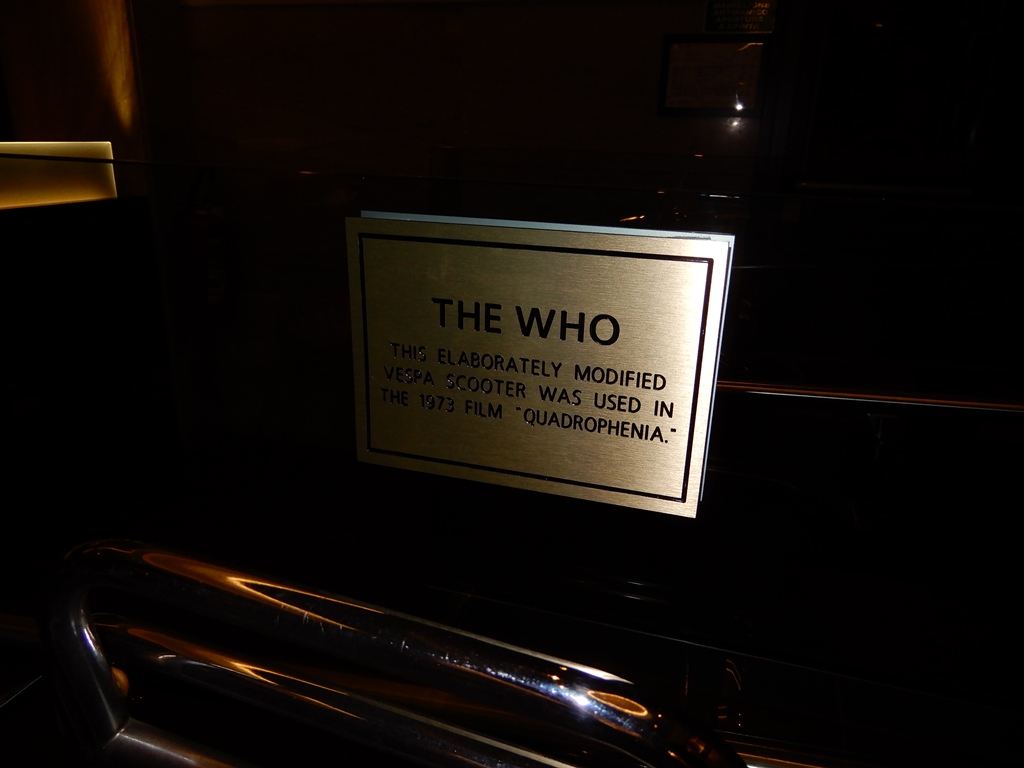 THE WHO
THIS ELABORATELY MODIFIED
VESPA SCOOTER WAS USED IN
THE 1973 FILM "QUADROPHENIA."